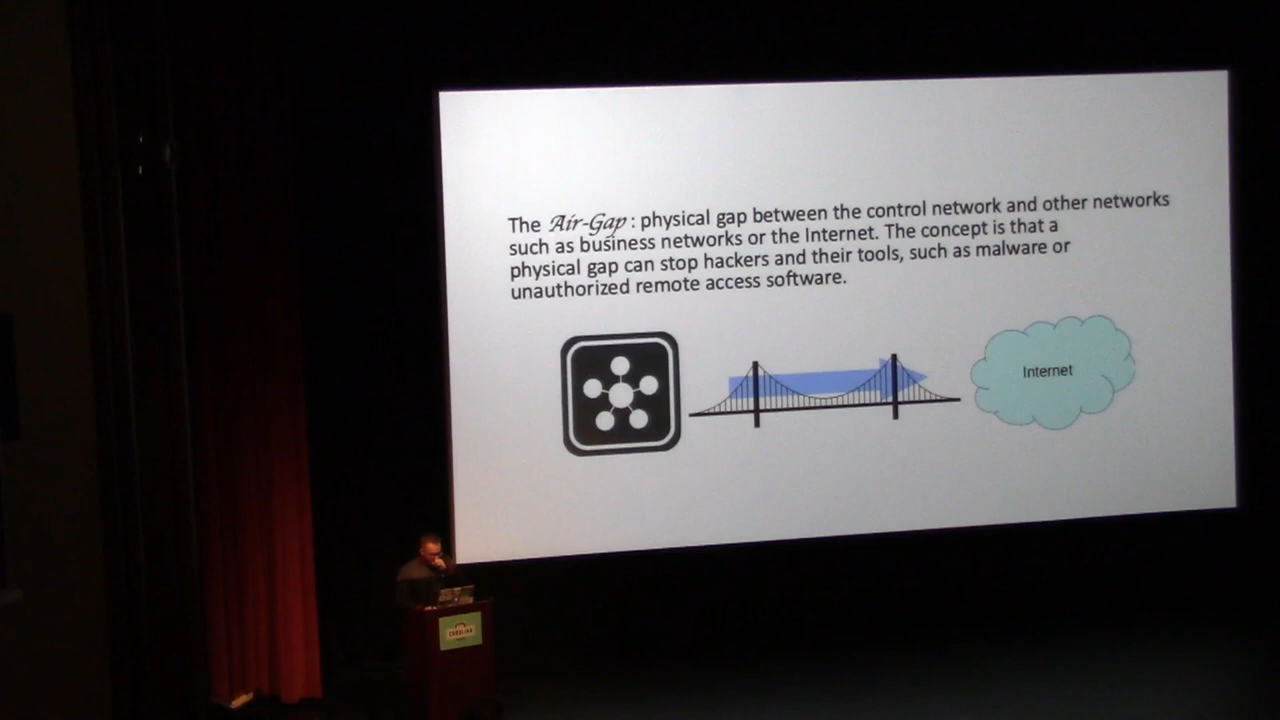 The Air-Gap : physical gap between the control network and other networks
such as business networks or the Internet. The concept is that a
physical gap can stop hackers and their tools, such as malware or
unauthorized remote access software.
Internet
CAROLINA